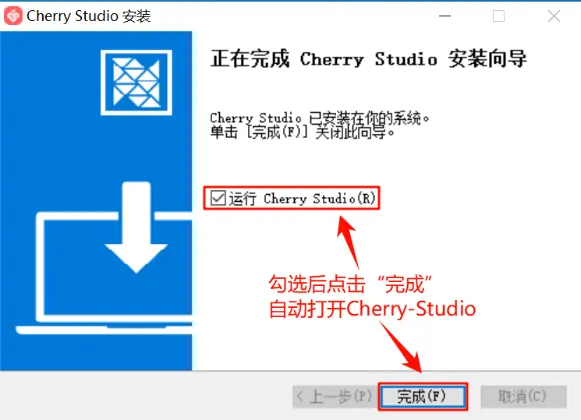 Cherry Studio 安装
正在完成 Cherry Studio 安装向导
Cherry Studio 已安装在你的系统。
单击 [完成(F)] 关闭此向导。
运行 Cherry Studio(R)
勾选后点击“完成”
自动打开Cherry-Studio
< 上一步(P)
完成(F)
取消(C)